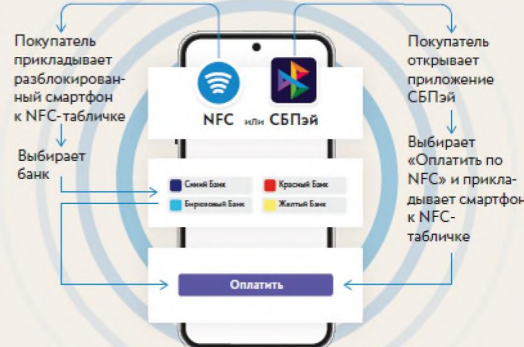 Покупатель
прикладывает
разблокирован-
ный смартфон
к NFC-табличке
Выбирает
банк
NFC или СБПэй
Синий Банк
Красный Банк
Бирюзовый Банк
Желтый Банк
Оплатить
Покупатель
открывает
приложение
СБПэй
Выбирает
«Оплатить по
NFC» и прикла-
дывает смартфон
к NFC-
табличке